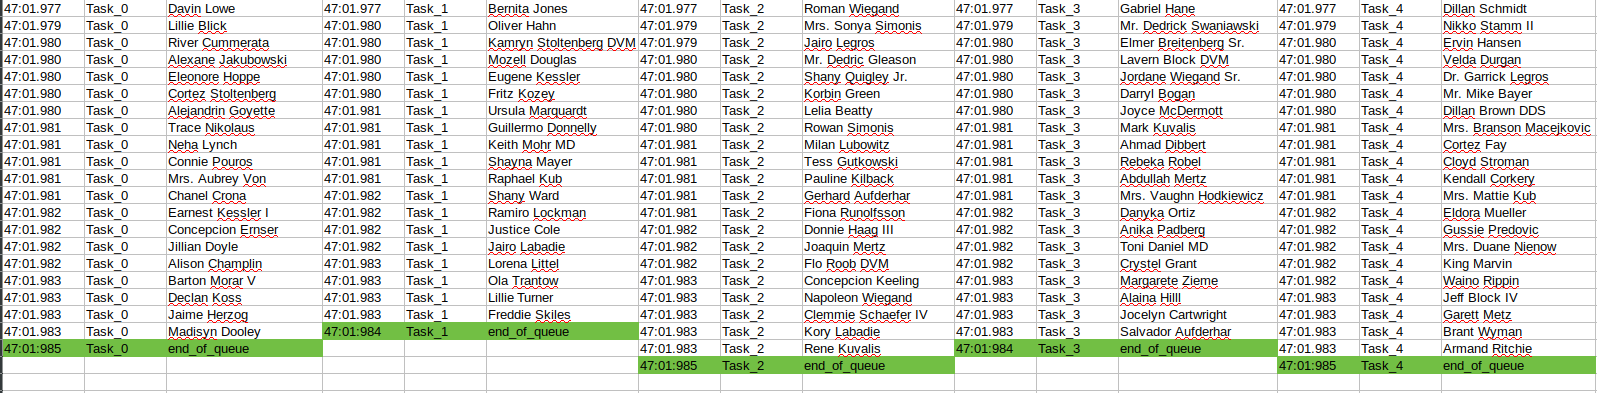 47:01.977 Task_0 Davin Lowe 47:01.977 Task_1 Bernita Jones 47:01.977 Task_2 Roman Wiegand 47:01.977 Task_3 Gabriel Hane 47:01.977 Task_4 Dillan Schmidt
47:01.979 Task_0 Lillie Blick 47:01.980 Task_1 Oliver Hahn 47:01.979 Task_2 Mrs. Sonya Simonis 47:01.979 Task_3 Mr. Dedrick Swaniawski 47:01.979 Task_4 Nikko Stamm II
47:01.980 Task_0 River Cummerata 47:01.980 Task_1 Kamryn Stoltenberg DVM 47:01.979 Task_2 Jairo Legros 47:01.980 Task_3 Elmer Breitenberg Sr. 47:01.980 Task_4 Ervin Hansen
47:01.980 Task_0 Alexane Jakubowski 47:01.980 Task_1 Mozell Douglas 47:01.980 Task_2 Mr. Dedric Gleason 47:01.980 Task_3 Lavern Block DVM 47:01.980 Task_4 Velda Durgan
47:01.980 Task_0 Eleonore Hoppe 47:01.980 Task_1 Eugene Kessler 47:01.980 Task_2 Shany Quigley Jr. 47:01.980 Task_3 Jordane Wiegand Sr. 47:01.980 Task_4 Dr. Garrick Legros
47:01.980 Task_0 Cortez Stoltenberg 47:01.980 Task_1 Fritz Kozey 47:01.980 Task_2 Korbin Green 47:01.980 Task_3 Darryl Bogan 47:01.980 Task_4 Mr. Mike Bayer
47:01.980 Task_0 Alejandrin Goyette 47:01.981 Task_1 Ursula Marquardt 47:01.980 Task_2 Lelia Beatty 47:01.980 Task_3 Joyce McDermott 47:01.980 Task_4 Dillan Brown DDS
47:01.981 Task_0 Trace Nikolaus 47:01.981 Task_1 Guillermo Donnelly 47:01.980 Task_2 Rowan Simonis 47:01.981 Task_3 Mark Kuvalis 47:01.981 Task_4 Mrs. Branson Macejkovic
47:01.981 Task_0 Neha Lynch 47:01.981 Task_1 Keith Mohr MD 47:01.981 Task_2 Milan Lubowitz 47:01.981 Task_3 Ahmad Dibbert 47:01.981 Task_4 Cortez Fay
47:01.981 Task_0 Connie Pouros 47:01.981 Task_1 Shayna Mayer 47:01.981 Task_2 Tess Gutkowski 47:01.981 Task_3 Rebeka Robel 47:01.981 Task_4 Cloyd Stroman
47:01.981 Task_0 Mrs. Aubrey Von 47:01.981 Task_1 Raphael Kub 47:01.981 Task_2 Pauline Kilback 47:01.981 Task_3 Abdullah Mertz 47:01.981 Task_4 Kendall Corkery
47:01.981 Task_0 Chanel Crona 47:01.982 Task_1 Shany Ward 47:01.981 Task_2 Gerhard Aufderhar 47:01.981 Task_3 Mrs. Vaughn Hodkiewicz 47:01.981 Task_4 Mrs. Mattie Kub
47:01.982 Task_0 Earnest Kessler I 47:01.982 Task_1 Ramiro Lockman 47:01.981 Task_2 Fiona Runolfsson 47:01.982 Task_3 Danyka Ortiz 47:01.982 Task_4 Eldora Mueller
47:01.982 Task_0 Concepcion Ernser 47:01.982 Task_1 Justice Cole 47:01.982 Task_2 Donnie Haag III 47:01.982 Task_3 Anika Padberg 47:01.982 Task_4 Gussie Predovic
47:01.982 Task_0 Jillian Doyle 47:01.982 Task_1 Jairo Labadie 47:01.982 Task_2 Joaquin Mertz 47:01.982 Task_3 Toni Daniel MD 47:01.982 Task_4 Mrs. Duane Nienow
47:01.982 Task_0 Alison Champlin 47:01.983 Task_1 Lorena Littel 47:01.982 Task_2 Flo Roob DVM 47:01.982 Task_3 Crystel Grant 47:01.982 Task_4 King Marvin
47:01.983 Task_0 Barton Morar V 47:01.983 Task_1 Ola Trantow 47:01.983 Task_2 Concepcion Keeling 47:01.983 Task_3 Margarete Zieme 47:01.982 Task_4 Waino Rippin
47:01.983 Task_0 Declan Koss 47:01.983 Task_1 Lillie Turner 47:01.983 Task_2 Napoleon Wiegand 47:01.983 Task_3 Alaina Hilll 47:01.983 Task_4 Jeff Block IV
47:01.983 Task_0 Jaime Herzog 47:01.983 Task_1 Freddie Skiles 47:01.983 Task_2 Clemmie Schaefer IV 47:01.983 Task_3 Jocelyn Cartwright 47:01.983 Task_4 Garett Metz
47:01.983 Task_0 Madisyn Dooley 47:01:984 Task_1 end_of_queue 47:01.983 Task_2 Kory Labadie 47:01.983 Task_3 Salvador Aufderhar 47:01.983 Task_4 Brant Wyman
47:01:985 Task_0 end_of_queue 47:01.983 Task_2 Rene Kuvalis 47:01:984 Task_3 end_of_queue 47:01.983 Task_4 Armand Ritchie
47:01:985 Task_2 end_of_queue 47:01:985 Task_4 end_of_queue